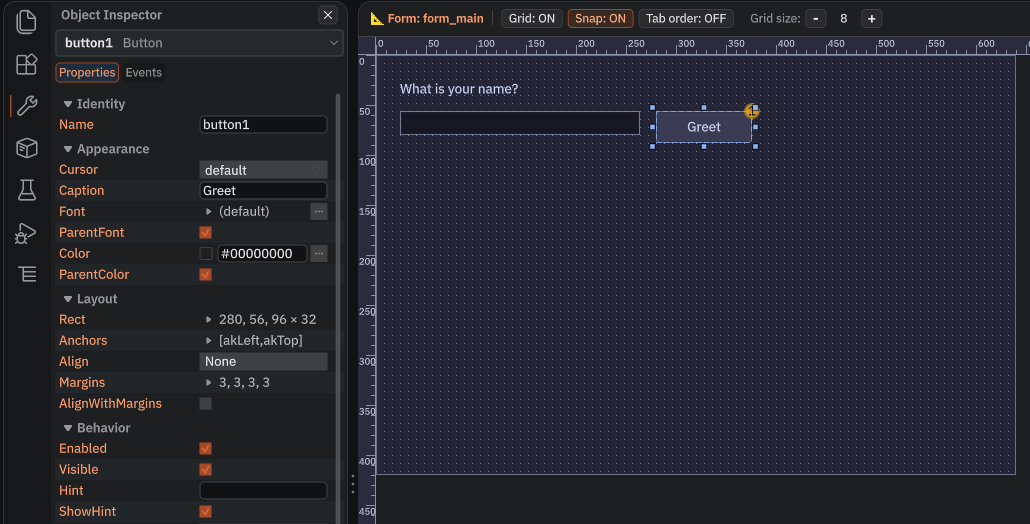 Object Inspector
button1 Button
Properties Events
Identity
Name button1
Appearance
Cursor default
Caption Greet
Font (default) ...
ParentFont
Color #00000000 ...
ParentColor
Layout
Rect 280, 56, 96 × 32
Anchors [akLeft,akTop]
Align None
Margins 3, 3, 3, 3
AlignWithMargins
Behavior
Enabled
Visible
Hint
ShowHint
Form: form_main Grid: ON Snap: ON Tab order: OFF Grid size: - 8 +
0 50 100 150 200 250 300 350 400 450 500 550 600
0
50
100
150
200
250
300
350
400
450
What is your name?
Greet